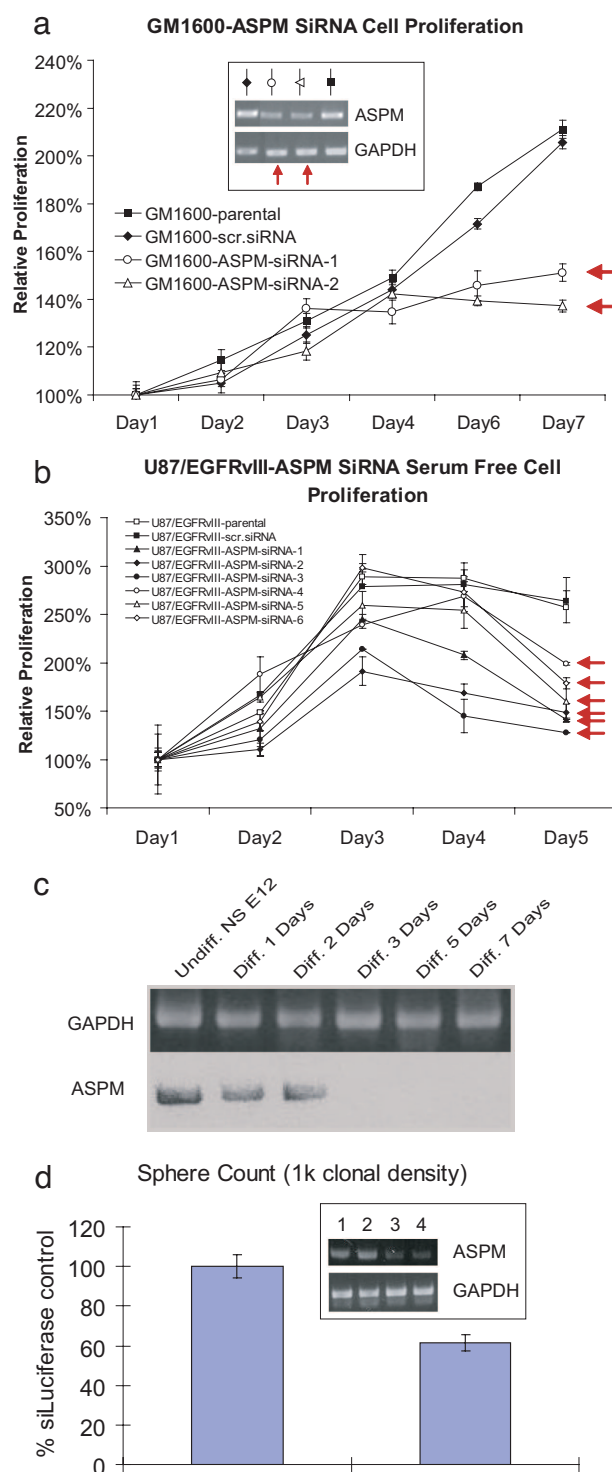 a
GM1600-ASPM SiRNA Cell Proliferation
240%
220%
200%
180%
160%
140%
120%
100%
Relative Proliferation
ASPM
GAPDH
GM1600-parental
GM1600-scr.siRNA
GM1600-ASPM-siRNA-1
GM1600-ASPM-siRNA-2
Day1 Day2 Day3 Day4 Day6 Day7
b
U87/EGFRvIII-ASPM SiRNA Serum Free Cell
Proliferation
350%
300%
250%
200%
150%
100%
50%
Relative Proliferation
U87/EGFRvIII-parental
U87/EGFRvIII-scr.siRNA
U87/EGFRvIII-ASPM-siRNA-1
U87/EGFRvIII-ASPM-siRNA-2
U87/EGFRvIII-ASPM-siRNA-3
U87/EGFRvIII-ASPM-siRNA-4
U87/EGFRvIII-ASPM-siRNA-5
U87/EGFRvIII-ASPM-siRNA-6
Day1 Day2 Day3 Day4 Day5
c
Undiff. NS E12
Diff. 1 Days
Diff. 2 Days
Diff. 3 Days
Diff. 5 Days
Diff. 7 Days
GAPDH
ASPM
d
Sphere Count (1k clonal density)
120
100
80
60
40
20
0
% siLuciferase control
1 2 3 4
ASPM
GAPDH